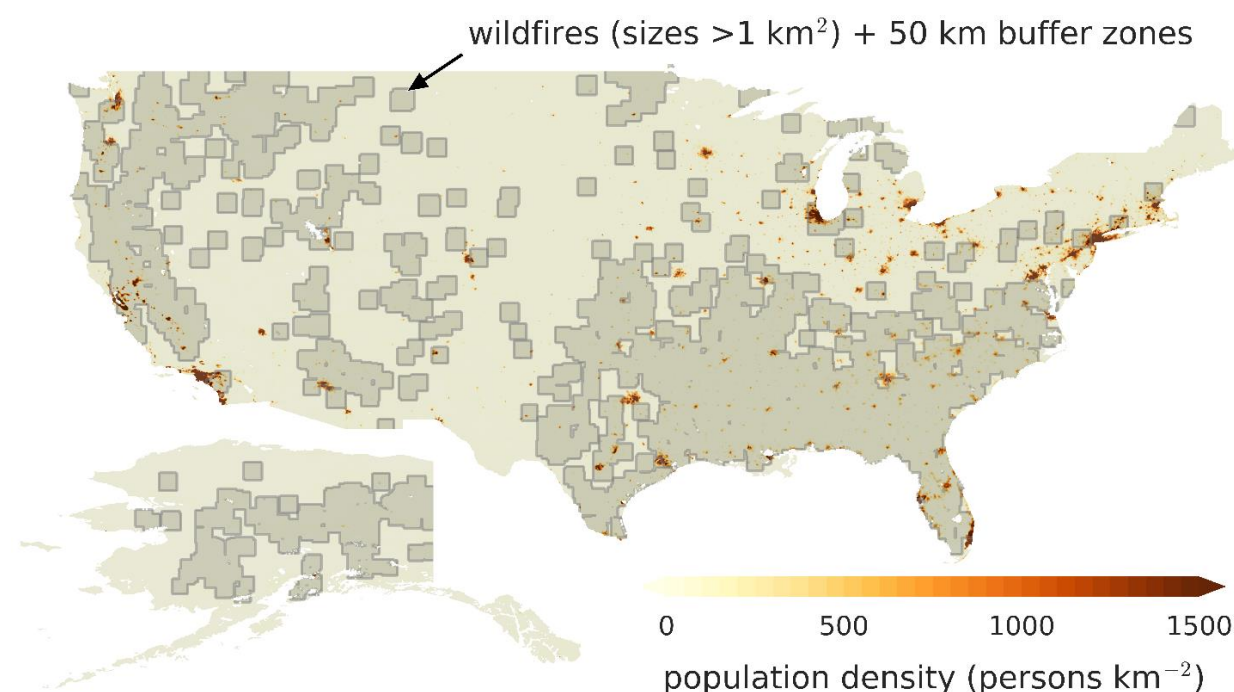 wildfires (sizes >1 km²) + 50 km buffer zones
0 500 1000 1500
population density (persons km⁻²)